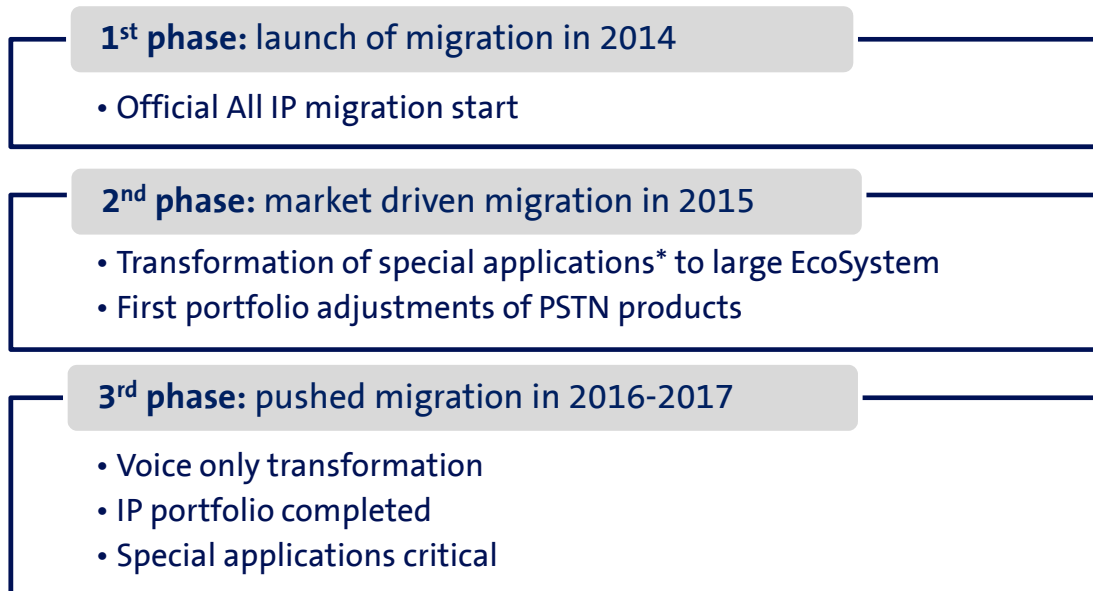 1st phase: launch of migration in 2014
• Official All IP migration start
2nd phase: market driven migration in 2015
• Transformation of special applications* to large EcoSystem
• First portfolio adjustments of PSTN products
3rd phase: pushed migration in 2016-2017
• Voice only transformation
• IP portfolio completed
• Special applications critical